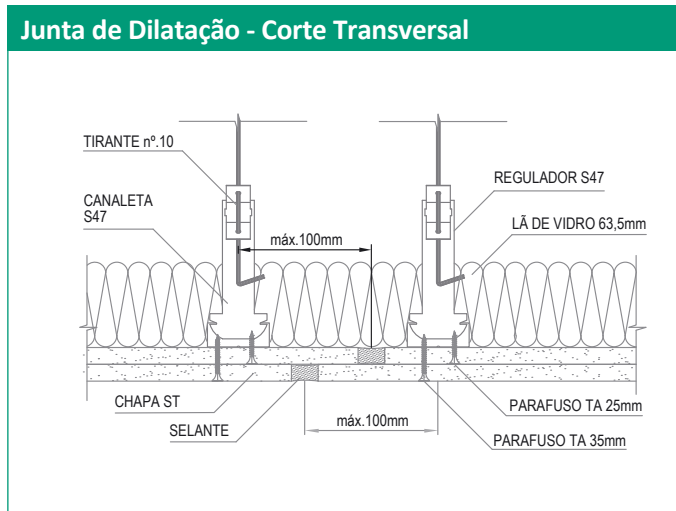 Junta de Dilatação - Corte Transversal
TIRANTE nº.10
CANALETA
S47
REGULADOR S47
LÃ DE VIDRO 63,5mm
máx.100mm
CHAPA ST
SELANTE
máx.100mm
PARAFUSO TA 25mm
PARAFUSO TA 35mm